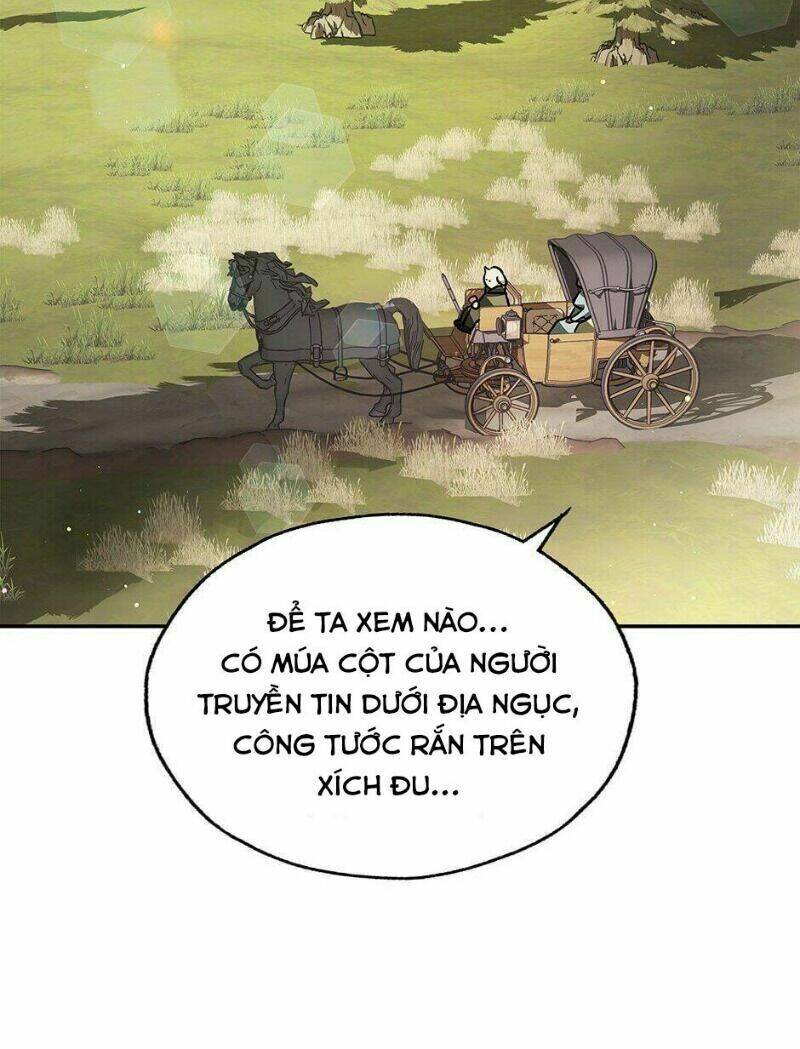 ĐỂ TA XEM NÀO...
CÓ MÚA CỘT CỦA NGƯỜI
TRUYỀN TIN DƯỚI ĐỊA NGỤC,
CÔNG TƯỚC RẮN TRÊN
XÍCH ĐU...